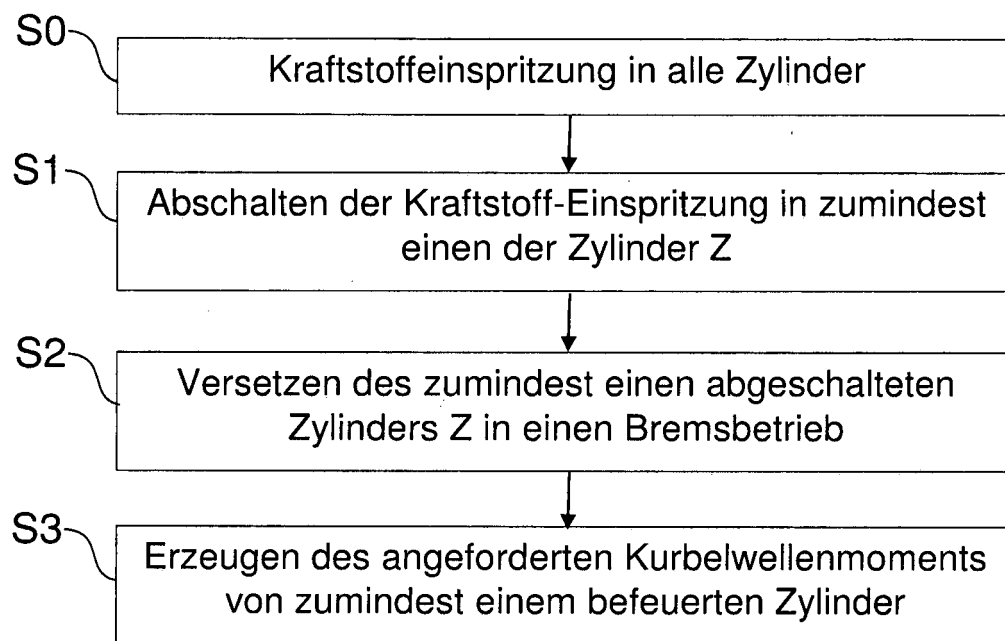 S0
Kraftstoffeinspritzung in alle Zylinder
S1
Abschalten der Kraftstoff-Einspritzung in zumindest
einen der Zylinder Z
S2
Versetzen des zumindest einen abgeschalteten
Zylinders Z in einen Bremsbetrieb
S3
Erzeugen des angeforderten Kurbelwellenmoments
von zumindest einem befeuerten Zylinder